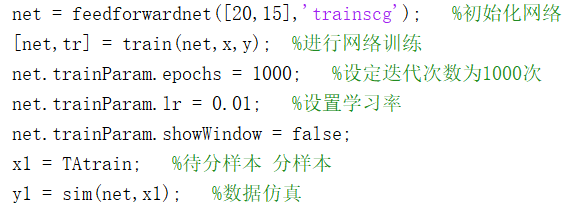 net = feedforwardnet([20,15],'trainscg');   %初始化网络
[net,tr] = train(net,x,y);  %进行网络训练
net.trainParam.epochs = 1000;   %设定迭代次数为1000次
net.trainParam.lr = 0.01;   %设置学习率
net.trainParam.showWindow = false;
x1 = TAtrain;   %待分样本 分样本
y1 = sim(net,x1);   %数据仿真